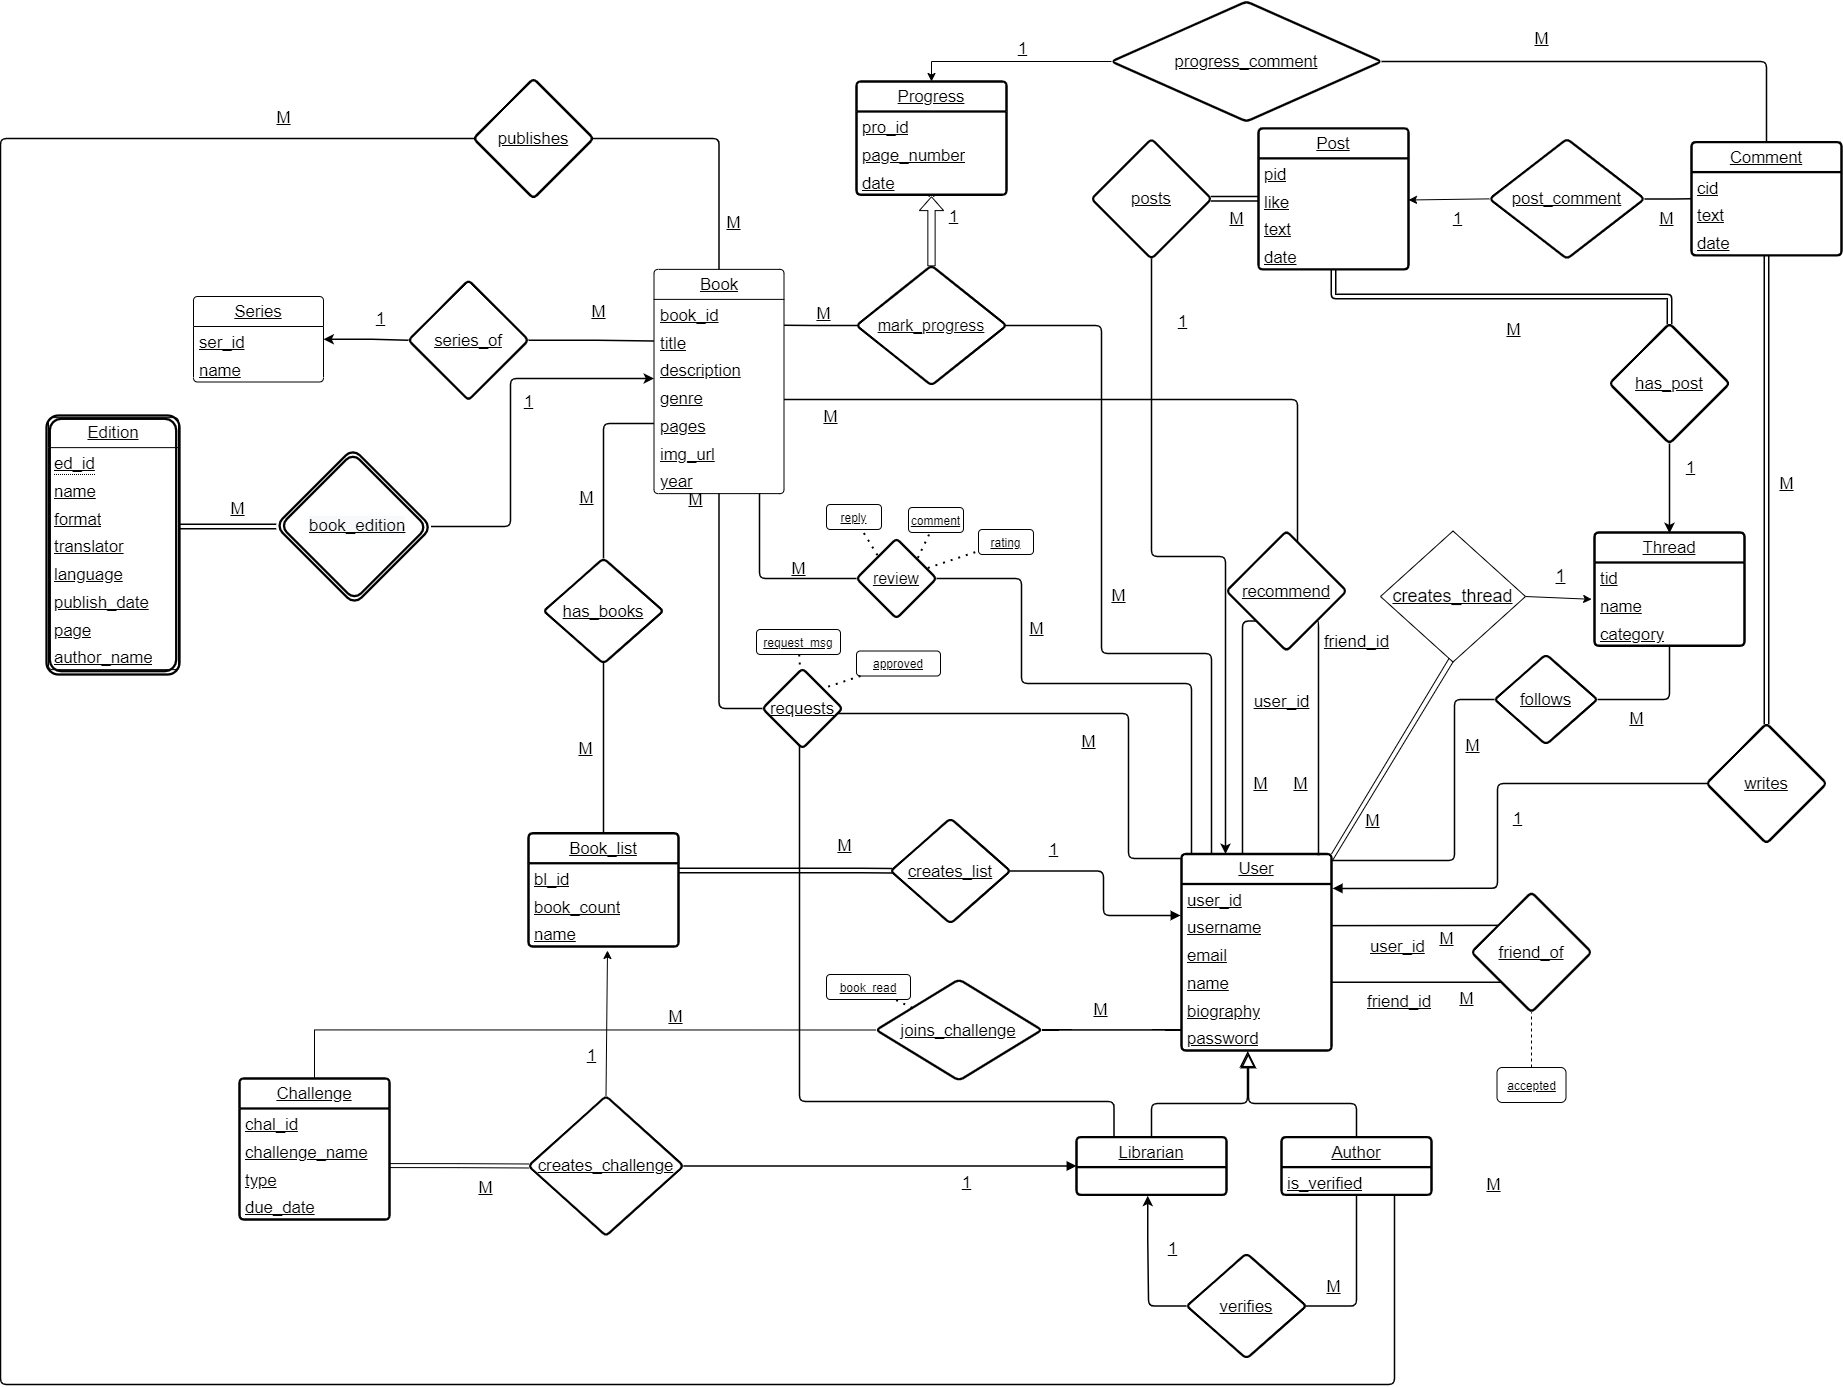 1
progress_comment
M
Progress
pro_id
page_number
date
M
publishes
M
posts
M
Post
pid
like
text
date
1
post_comment
M
Comment
cid
text
date
1
Series
ser_id
name
1
series_of
M
Book
book_id
title
description
genre
pages
img_url
year
M
M
mark_progress
1
M
has_post
M
1
Edition
ed_id
name
format
translator
language
publish_date
page
author_name
M
book_edition
1
M
has_books
M
reply
comment
rating
M
review
M
M
recommend
friend_id
user_id
M
M
creates_thread
1
M
Thread
tid
name
category
1
M
request_msg
approved
requests
M
follows
M
M
writes
1
Book_list
bl_id
book_count
name
M
creates_list
1
User
user_id
username
email
name
biography
password
user_id
M
friend_of
friend_id
M
accepted
book_read
M
joins_challenge
M
1
Challenge
chal_id
challenge_name
type
due_date
M
creates_challenge
1
Librarian
Author
is_verified
M
1
verifies
M